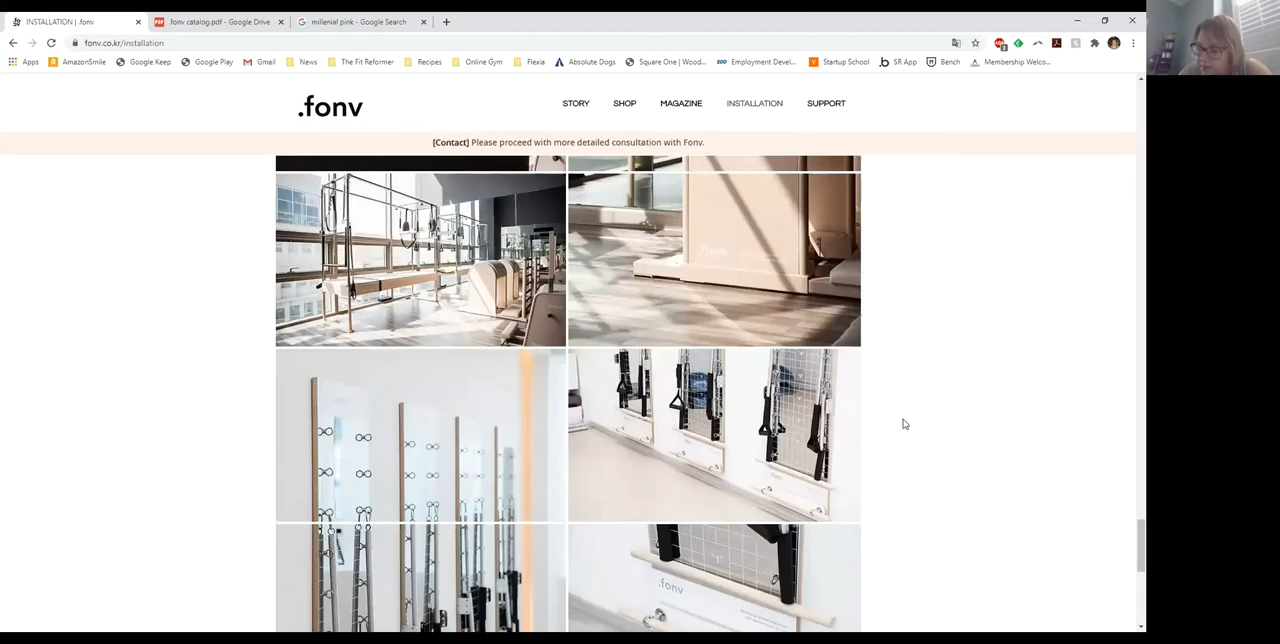 INSTALLATION | .fonv
.fonv catalog.pdf - Google Drive
millenial pink - Google Search
fonv.co.kr/installation
Apps
AmazonSmile
Google Keep
Google Play
Gmail
News
The Fit Reformer
Recipes
Online Gym
Flexia
Absolute Dogs
Square One | Wood...
Employment Devel...
Startup School
SR App
Bench
Membership Welco...
.fonv
STORY
SHOP
MAGAZINE
INSTALLATION
SUPPORT
[Contact] Please proceed with more detailed consultation with Fonv.
.fonv